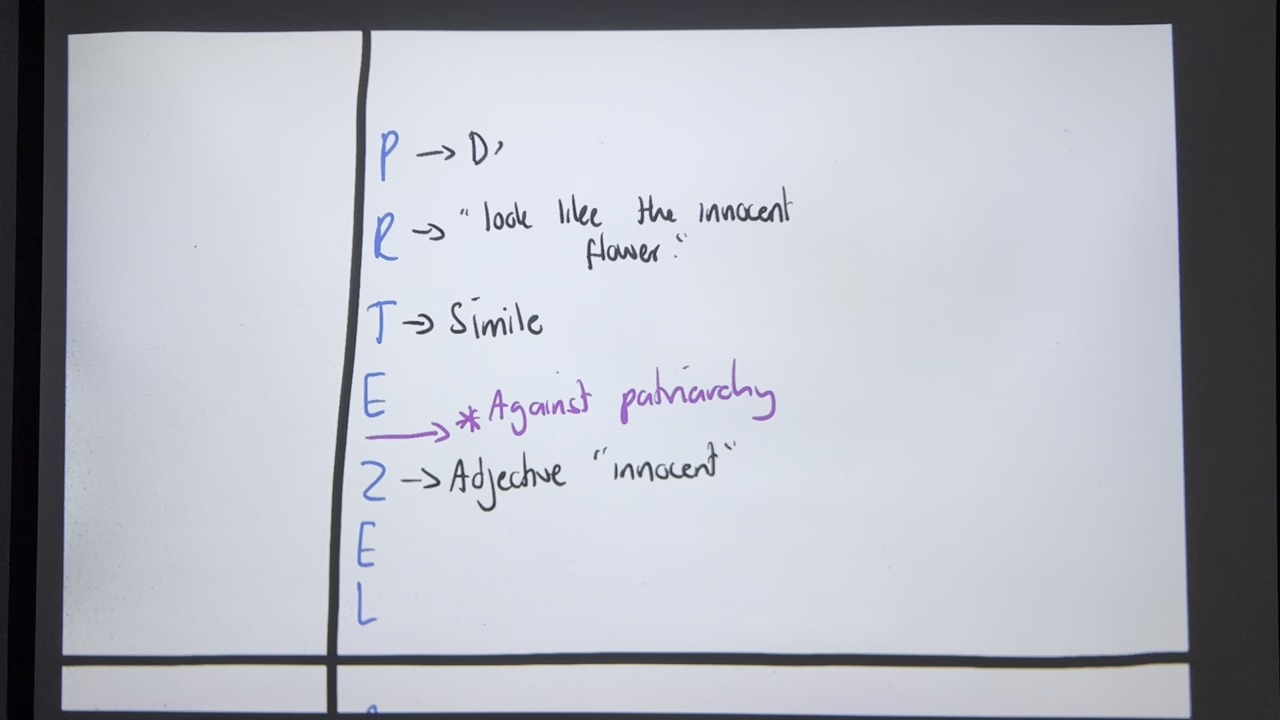 P → D,
R → "look like the innocent
flower."
T → Simile
E
→ * Against patriarchy
Z → Adjective "innocent"
E
L